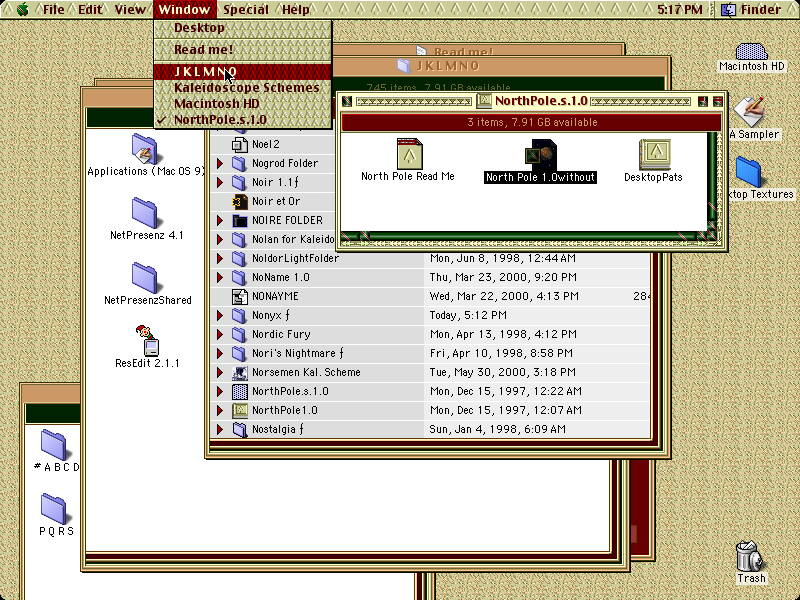 File Edit View Window Special Help 5:17 PM Finder
Desktop
Read me!
J K L M N O
Kaleidoscope Schemes
Macintosh HD
✓ NorthPole.s.1.0
Read me!
J K L M N O
745 items, 7.91 GB available
NorthPole.s.1.0
3 items, 7.91 GB available
North Pole Read Me
North Pole 1.0without
DesktopPats
Macintosh HD
A Sampler
ktop Textures
Trash
Applications (Mac OS 9)
NetPresenz 4.1
NetPresenzShared
ResEdit 2.1.1
Noel2
Nogrod Folder
Noir 1.1ƒ
Noir et Or
NOIRE FOLDER
Nolan for Kaleido
NoldorLightFolder Mon, Jun 8, 1998, 12:44 AM
NoName 1.0 Thu, Mar 23, 2000, 9:20 PM
NONAYME Wed, Mar 22, 2000, 4:13 PM 284
Nonyx ƒ Today, 5:12 PM
Nordic Fury Mon, Apr 13, 1998, 4:12 PM
Nori's Nightmare ƒ Fri, Apr 10, 1998, 8:58 PM
Norsemen Kal. Scheme Tue, May 30, 2000, 3:18 PM
NorthPole.s.1.0 Mon, Dec 15, 1997, 12:22 AM
NorthPole1.0 Mon, Dec 15, 1997, 12:07 AM
Nostalgia ƒ Sun, Jan 4, 1998, 6:09 AM
# A B C D
P Q R S